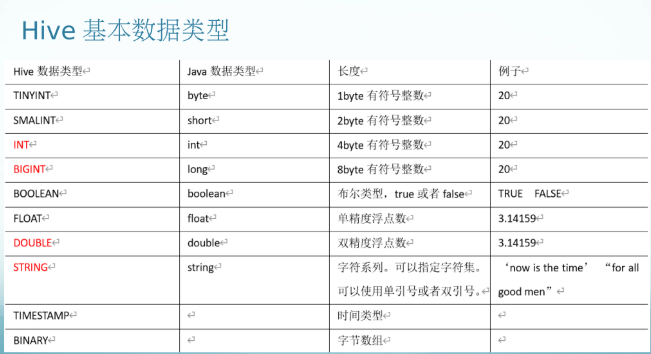 Hive 基本数据类型
Hive 数据类型↵ Java 数据类型↵ 长度↵ 例子↵
TINYINT↵ byte↵ 1byte 有符号整数↵ 20↵
SMALINT↵ short↵ 2byte 有符号整数↵ 20↵
INT↵ int↵ 4byte 有符号整数↵ 20↵
BIGINT↵ long↵ 8byte 有符号整数↵ 20↵
BOOLEAN↵ boolean↵ 布尔类型，true 或者 false↵ TRUE FALSE↵
FLOAT↵ float↵ 单精度浮点数↵ 3.14159↵
DOUBLE↵ double↵ 双精度浮点数↵ 3.14159↵
STRING↵ string↵ 字符系列。可以指定字符集。 ‘now is the time’ “for all
可以使用单引号或者双引号。↵ good men”↵
TIMESTAMP↵ ↵ 时间类型↵ ↵
BINARY↵ ↵ 字节数组↵ ↵